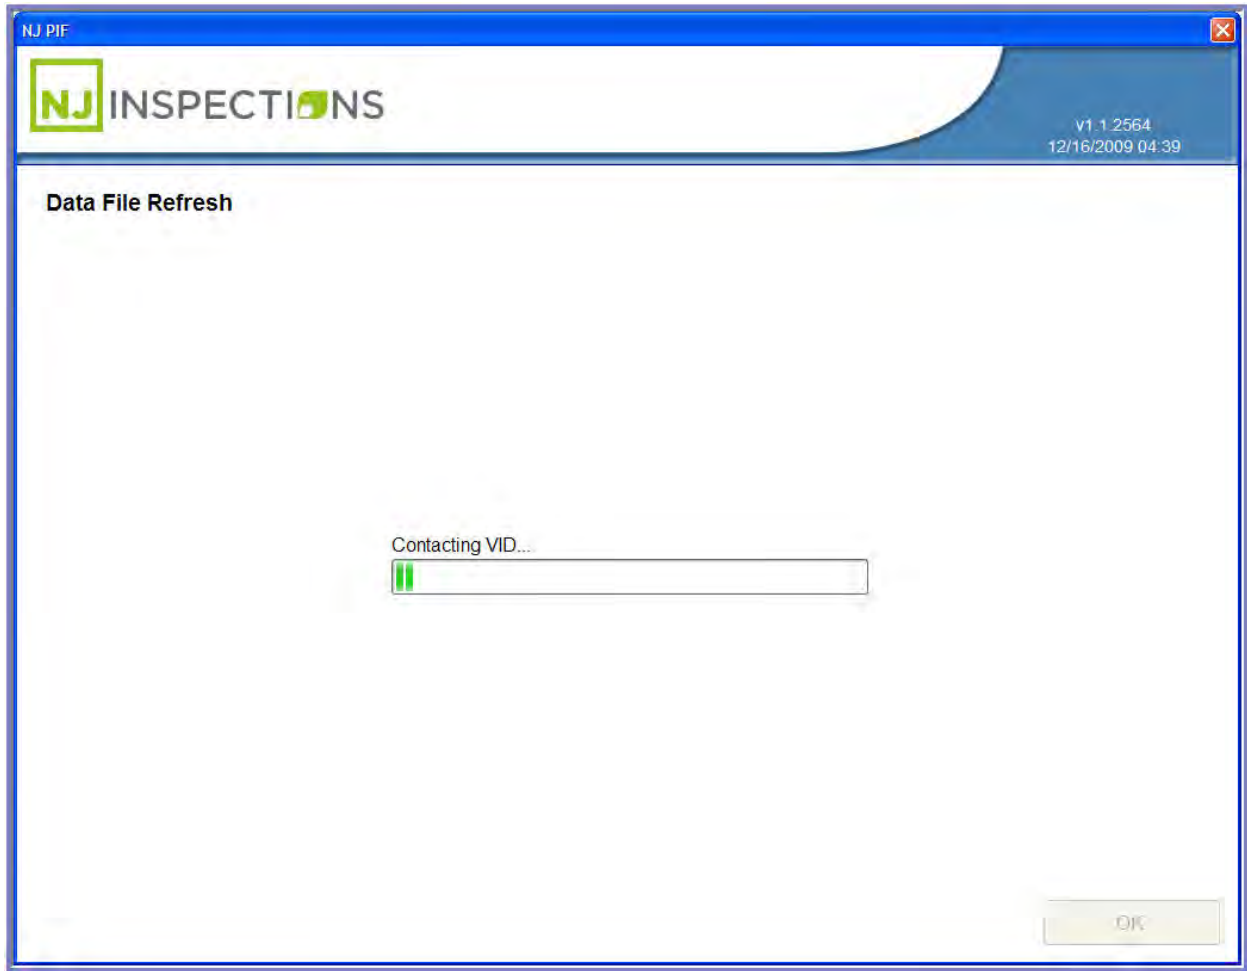 NJ PIF
NJ INSPECTIONS
v1.1.2564
12/16/2009 04:39
Data File Refresh
Contacting VID...
OK